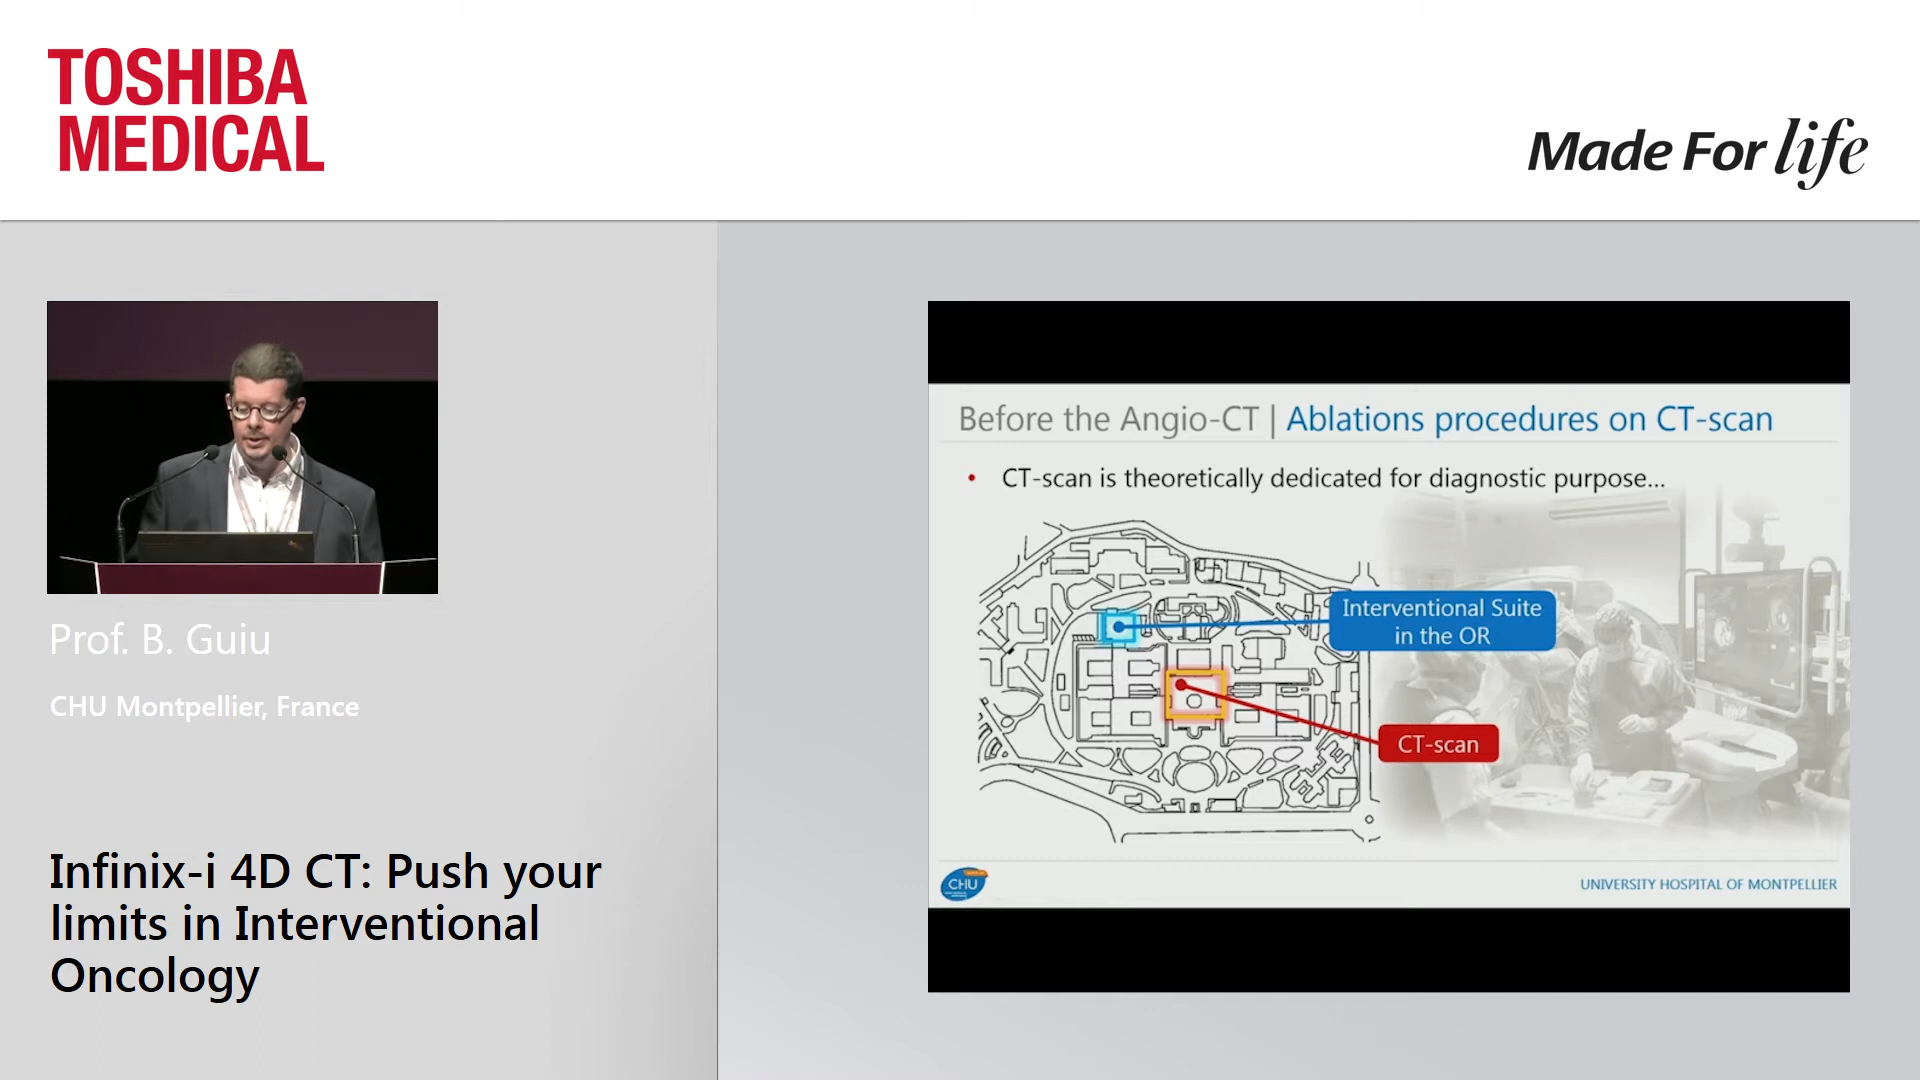 TOSHIBA
MEDICAL
Made For life
Prof. B. Guiu
CHU Montpellier, France
Infinix-i 4D CT: Push your
limits in Interventional
Oncology
Before the Angio-CT | Ablations procedures on CT-scan
• CT-scan is theoretically dedicated for diagnostic purpose...
Interventional Suite
in the OR
CT-scan
CHU
UNIVERSITY HOSPITAL OF MONTPELLIER